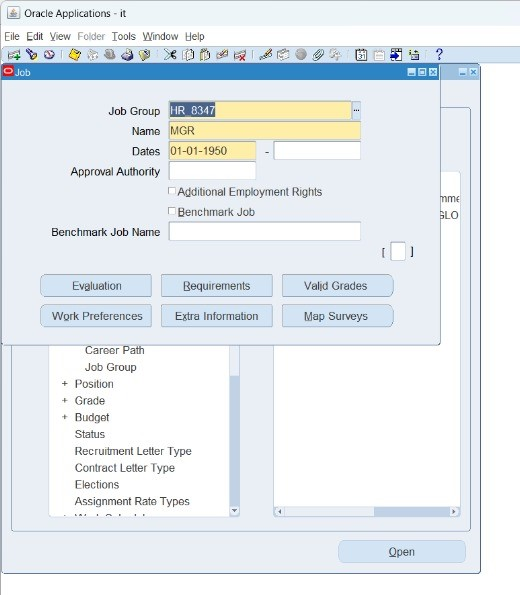 Oracle Applications - it
File Edit View Folder Tools Window Help
Job
Job Group HR_8347
Name MGR
Dates 01-01-1950 -
Approval Authority
Additional Employment Rights
Benchmark Job
Benchmark Job Name
[ ]
Evaluation Requirements Valid Grades
Work Preferences Extra Information Map Surveys
Career Path
Job Group
+ Position
+ Grade
+ Budget
Status
Recruitment Letter Type
Contract Letter Type
Elections
Assignment Rate Types
Open